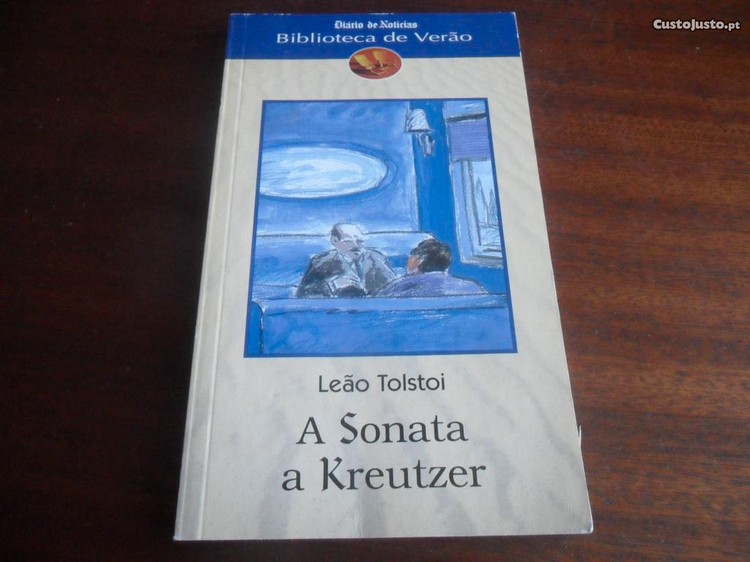 CustoJusto.pt
Diário de Notícias
Biblioteca de Verão
Leão Tolstoi
A Sonata
a Kreutzer